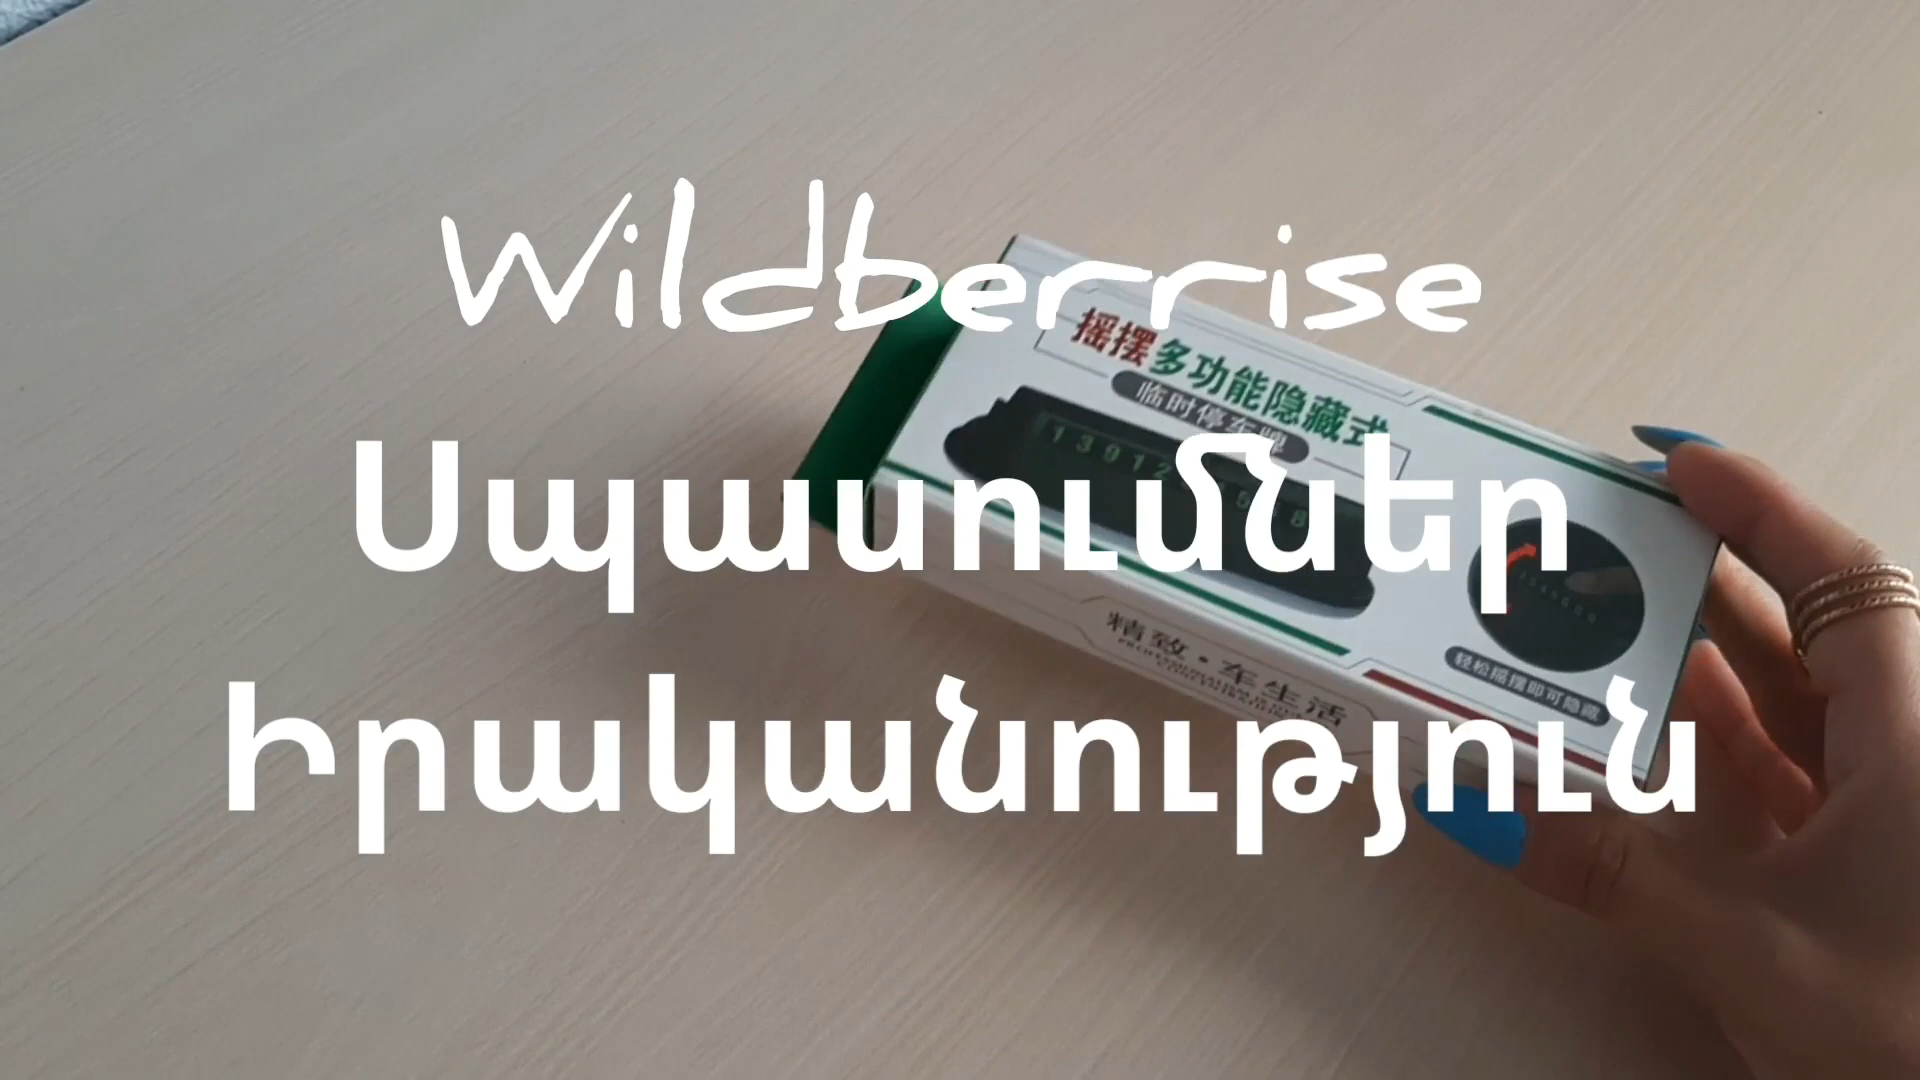 Wildberrise
Սպասումներ
Իրականություն
摇摆多功能隐藏式
临时停车牌
精致·车生活
轻松摇摆即可隐藏